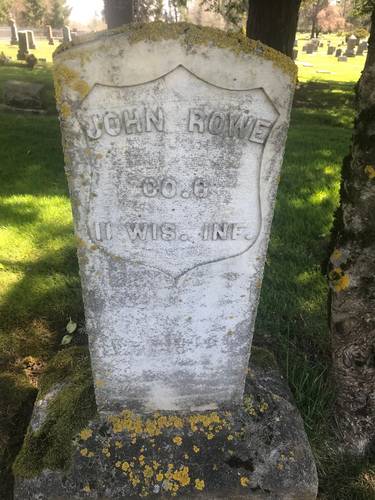 JOHN ROWE
CO.G
11 WIS. INF.